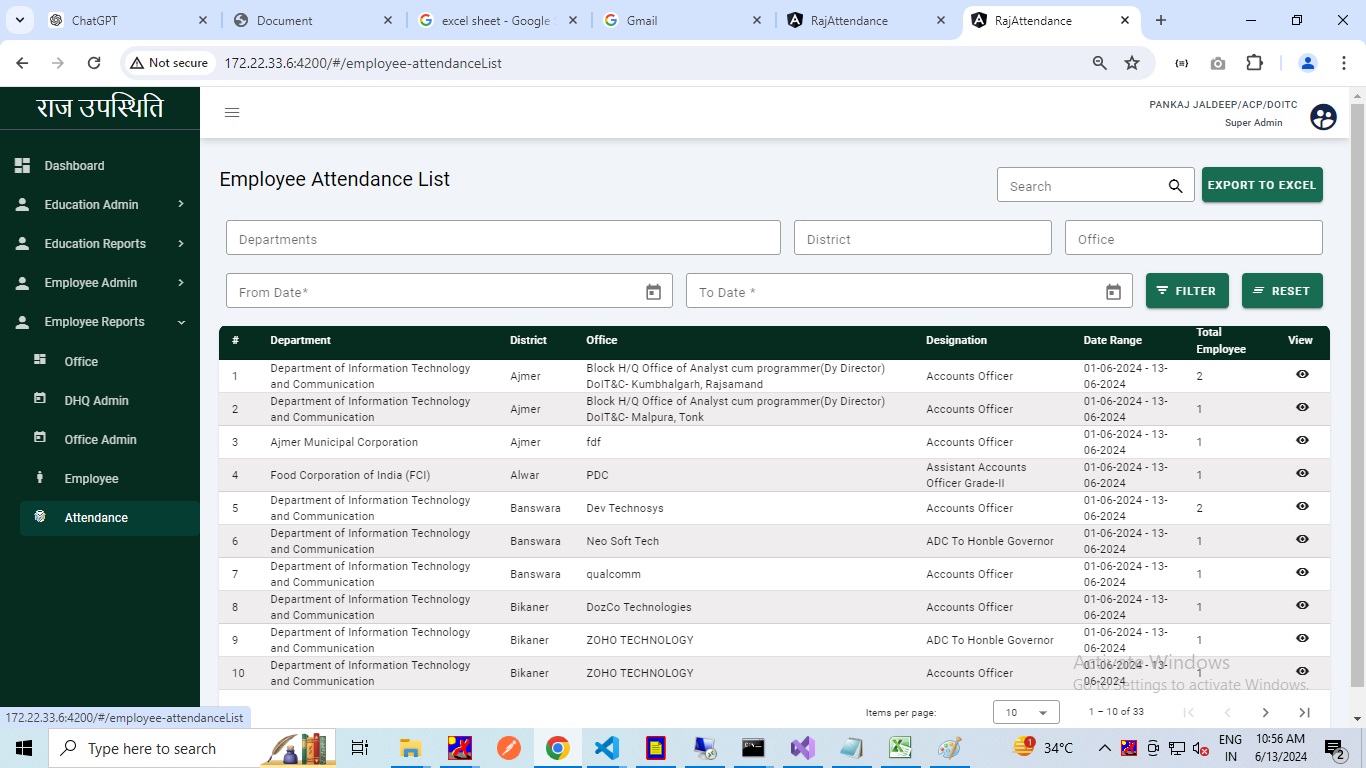 ChatGPT
Document
excel sheet - Google
Gmail
RajAttendance
RajAttendance
Not secure
172.22.33.6:4200/#/employee-attendanceList
राज उपस्थिति
PANKAJ JALDEEP/ACP/DOITC
Super Admin
Dashboard
Education Admin
Education Reports
Employee Admin
Employee Reports
Office
DHQ Admin
Office Admin
Employee
Attendance
Employee Attendance List
Search
EXPORT TO EXCEL
Departments
District
Office
From Date*
To Date *
FILTER
RESET
# Department District Office Designation Date Range Total Employee View
1 Department of Information Technology and Communication Ajmer Block H/Q Office of Analyst cum programmer(Dy Director) DoIT&C- Kumbhalgarh, Rajsamand Accounts Officer 01-06-2024 - 13-06-2024 2
2 Department of Information Technology and Communication Ajmer Block H/Q Office of Analyst cum programmer(Dy Director) DoIT&C- Malpura, Tonk Accounts Officer 01-06-2024 - 13-06-2024 1
3 Ajmer Municipal Corporation Ajmer fdf Accounts Officer 01-06-2024 - 13-06-2024 1
4 Food Corporation of India (FCI) Alwar PDC Assistant Accounts Officer Grade-II 01-06-2024 - 13-06-2024 1
5 Department of Information Technology and Communication Banswara Dev Technosys Accounts Officer 01-06-2024 - 13-06-2024 2
6 Department of Information Technology and Communication Banswara Neo Soft Tech ADC To Honble Governor 01-06-2024 - 13-06-2024 1
7 Department of Information Technology and Communication Banswara qualcomm Accounts Officer 01-06-2024 - 13-06-2024 1
8 Department of Information Technology and Communication Bikaner DozCo Technologies Accounts Officer 01-06-2024 - 13-06-2024 1
9 Department of Information Technology and Communication Bikaner ZOHO TECHNOLOGY ADC To Honble Governor 01-06-2024 - 13-06-2024 1
10 Department of Information Technology and Communication Bikaner ZOHO TECHNOLOGY Accounts Officer 01-06-2024 - 13-06-2024 1
Activate Windows
Go to Settings to activate Windows.
Items per page: 10 1 – 10 of 33
172.22.33.6:4200/#/employee-attendanceList
Type here to search
1
34°C
ENG
IN
10:56 AM
6/13/2024
2